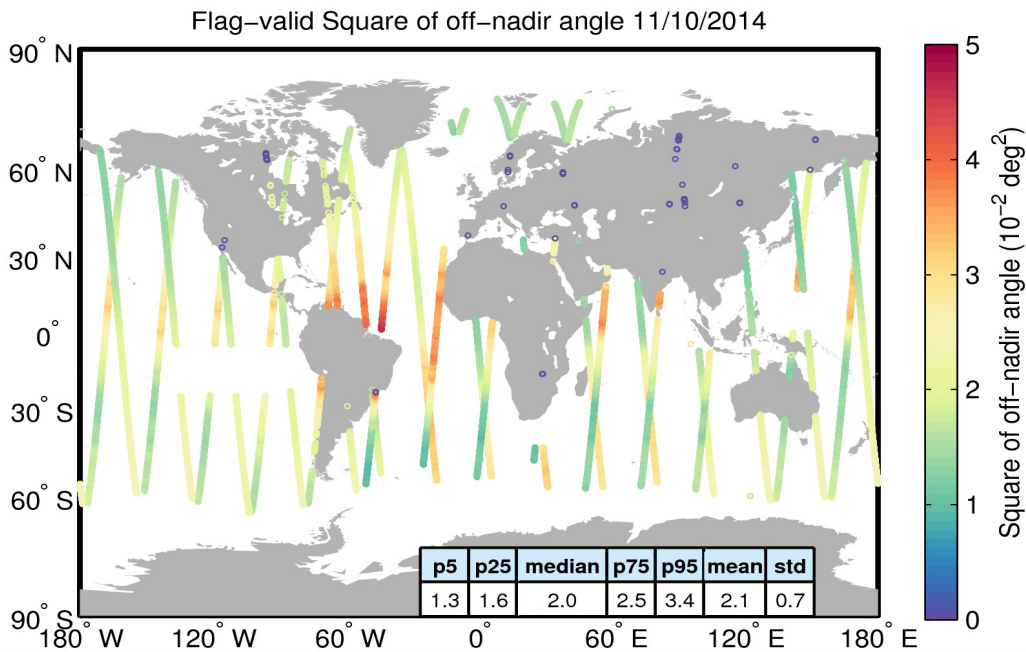 Flag−valid Square of off−nadir angle 11/10/2014
90° N
60° N
30° N
0°
30° S
60° S
90° S
180° W
120° W
60° W
0°
60° E
120° E
180° E
p5 p25 median p75 p95 mean std
1.3 1.6 2.0 2.5 3.4 2.1 0.7
5
4
3
2
1
0
Square of off−nadir angle (10⁻² deg²)